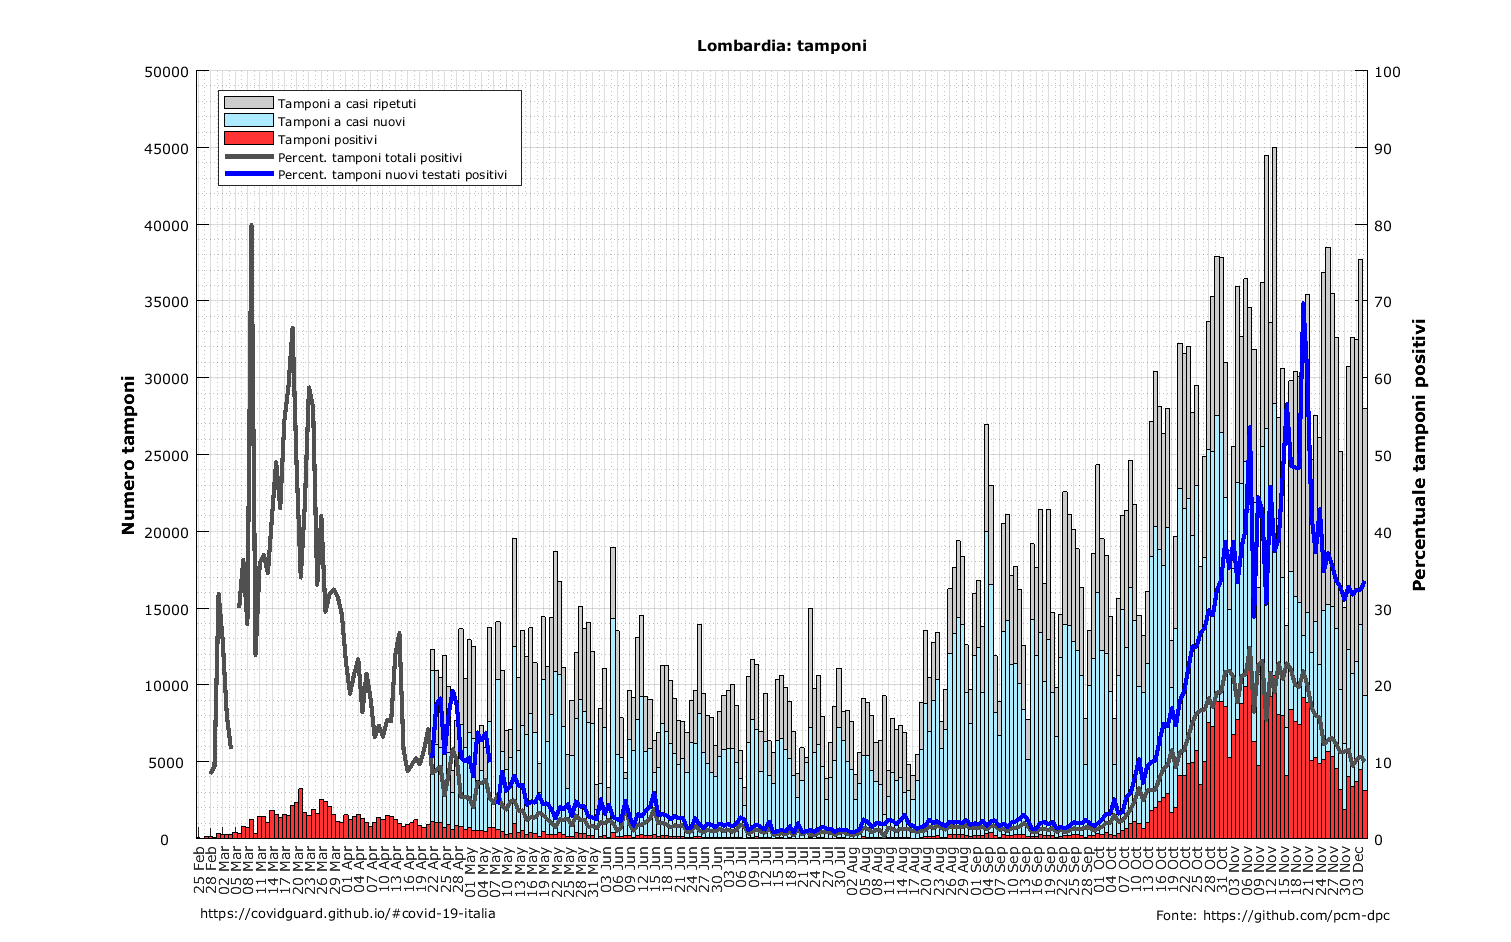 Lombardia: tamponi
50000
45000
40000
35000
30000
25000
20000
15000
10000
5000
0
Numero tamponi
Tamponi a casi ripetuti
Tamponi a casi nuovi
Tamponi positivi
Percent. tamponi totali positivi
Percent. tamponi nuovi testati positivi
100
90
80
70
60
50
40
30
20
10
0
Percentuale tamponi positivi
25 Feb
28 Feb
02 Mar
05 Mar
08 Mar
11 Mar
14 Mar
17 Mar
20 Mar
23 Mar
26 Mar
29 Mar
01 Apr
04 Apr
07 Apr
10 Apr
13 Apr
16 Apr
19 Apr
22 Apr
25 Apr
28 Apr
01 May
04 May
07 May
10 May
13 May
16 May
19 May
22 May
25 May
28 May
31 May
03 Jun
06 Jun
09 Jun
12 Jun
15 Jun
18 Jun
21 Jun
24 Jun
27 Jun
30 Jun
03 Jul
06 Jul
09 Jul
12 Jul
15 Jul
18 Jul
21 Jul
24 Jul
27 Jul
30 Jul
02 Aug
05 Aug
08 Aug
11 Aug
14 Aug
17 Aug
20 Aug
23 Aug
26 Aug
29 Aug
01 Sep
04 Sep
07 Sep
10 Sep
13 Sep
16 Sep
19 Sep
22 Sep
25 Sep
28 Sep
01 Oct
04 Oct
07 Oct
10 Oct
13 Oct
16 Oct
19 Oct
22 Oct
25 Oct
28 Oct
31 Oct
03 Nov
06 Nov
09 Nov
12 Nov
15 Nov
18 Nov
21 Nov
24 Nov
27 Nov
30 Nov
03 Dec
https://covidguard.github.io/#covid-19-italia
Fonte: https://github.com/pcm-dpc